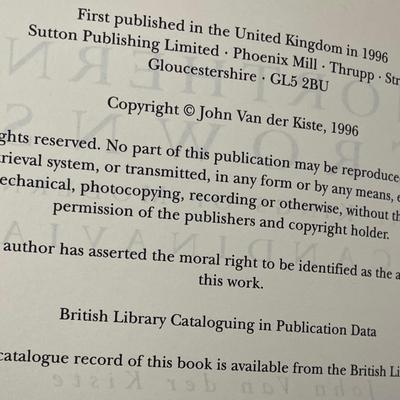 First published in the United Kingdom in 1996
Sutton Publishing Limited · Phoenix Mill · Thrupp · Str
Gloucestershire · GL5 2BU
Copyright © John Van der Kiste, 1996
ghts reserved. No part of this publication may be reproduce
trieval system, or transmitted, in any form or by any means, e
echanical, photocopying, recording or otherwise, without th
permission of the publishers and copyright holder.
author has asserted the moral right to be identified as the a
this work.
British Library Cataloguing in Publication Data
catalogue record of this book is available from the British Li